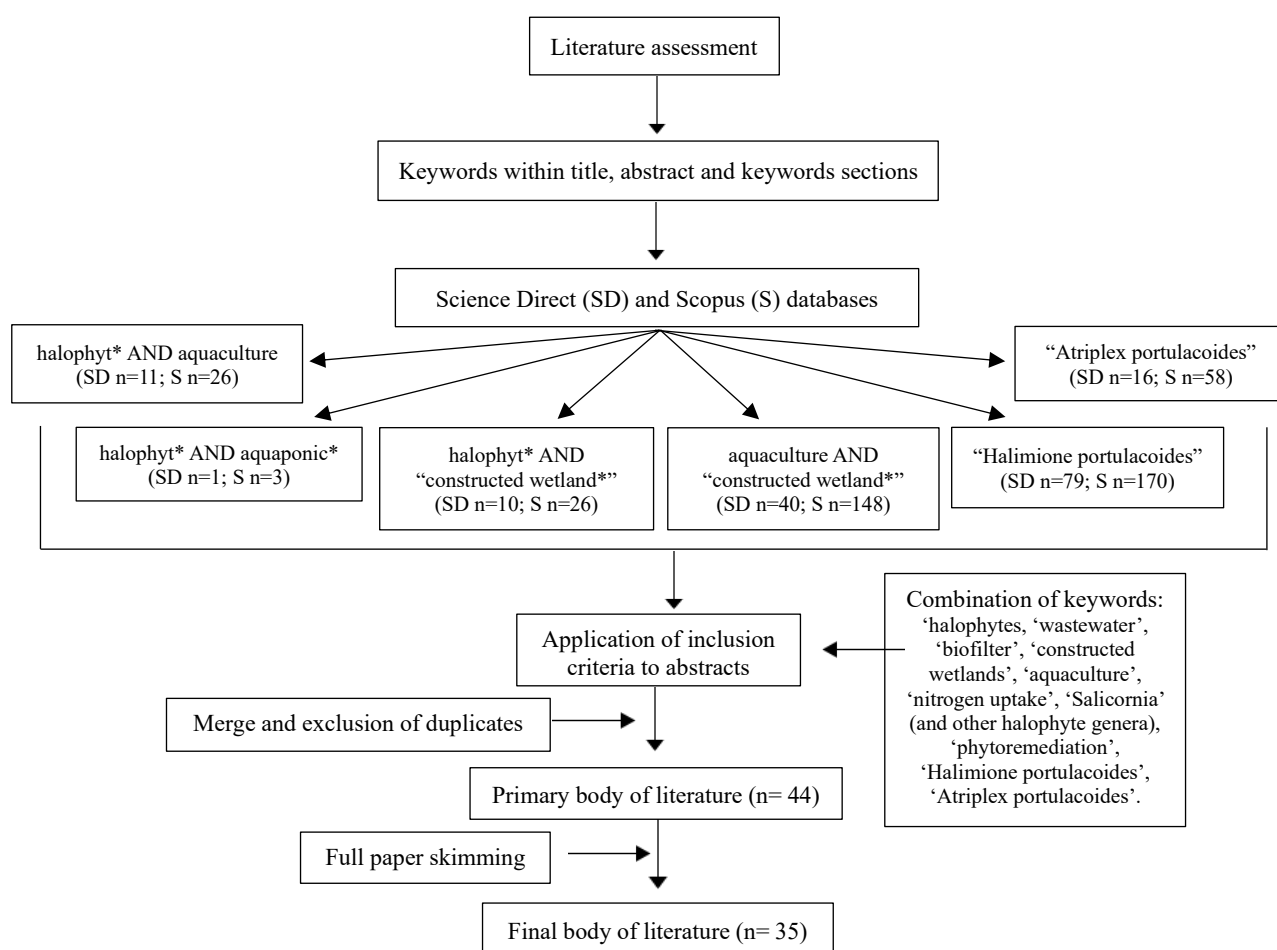 Literature assessment
Keywords within title, abstract and keywords sections
Science Direct (SD) and Scopus (S) databases
halophyt* AND aquaculture
(SD n=11; S n=26)
“Atriplex portulacoides”
(SD n=16; S n=58)
halophyt* AND aquaponic*
(SD n=1; S n=3)
halophyt* AND
“constructed wetland*”
(SD n=10; S n=26)
aquaculture AND
“constructed wetland*”
(SD n=40; S n=148)
“Halimione portulacoides”
(SD n=79; S n=170)
Application of inclusion
criteria to abstracts
Combination of keywords:
‘halophytes, ‘wastewater’,
‘biofilter’, ‘constructed
wetlands’, ‘aquaculture’,
‘nitrogen uptake’, ‘Salicornia’
(and other halophyte genera),
‘phytoremediation’,
‘Halimione portulacoides’,
‘Atriplex portulacoides’.
Merge and exclusion of duplicates
Primary body of literature (n= 44)
Full paper skimming
Final body of literature (n= 35)